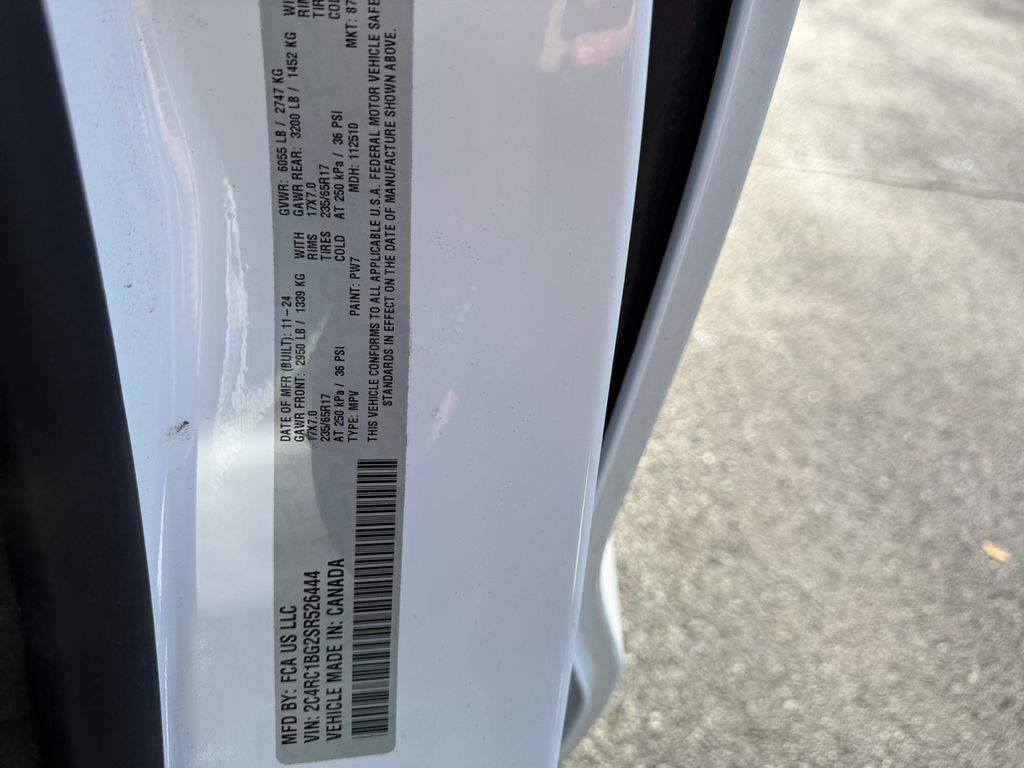 MFD BY: FCA US LLC
VIN: 2C4RC1BG2SR526444
VEHICLE MADE IN: CANADA
DATE OF MFR (BUILT): 11-24 GVWR: 6055 LB / 2747 KG
GAWR FRONT: 2950 LB / 1339 KG WITH GAWR REAR: 3200 LB / 1452 KG WITH
17X7.0 RIMS 17X7.0
235/65R17 TIRES 235/65R17 TIRES
AT 250 kPa / 36 PSI COLD AT 250 kPa / 36 PSI COLD
TYPE: MPV PAINT: PW7 MDH: 112510 MKT:
THIS VEHICLE CONFORMS TO ALL APPLICABLE U.S.A. FEDERAL MOTOR VEHICLE
STANDARDS IN EFFECT ON THE DATE OF MANUFACTURE SHOWN ABOVE.